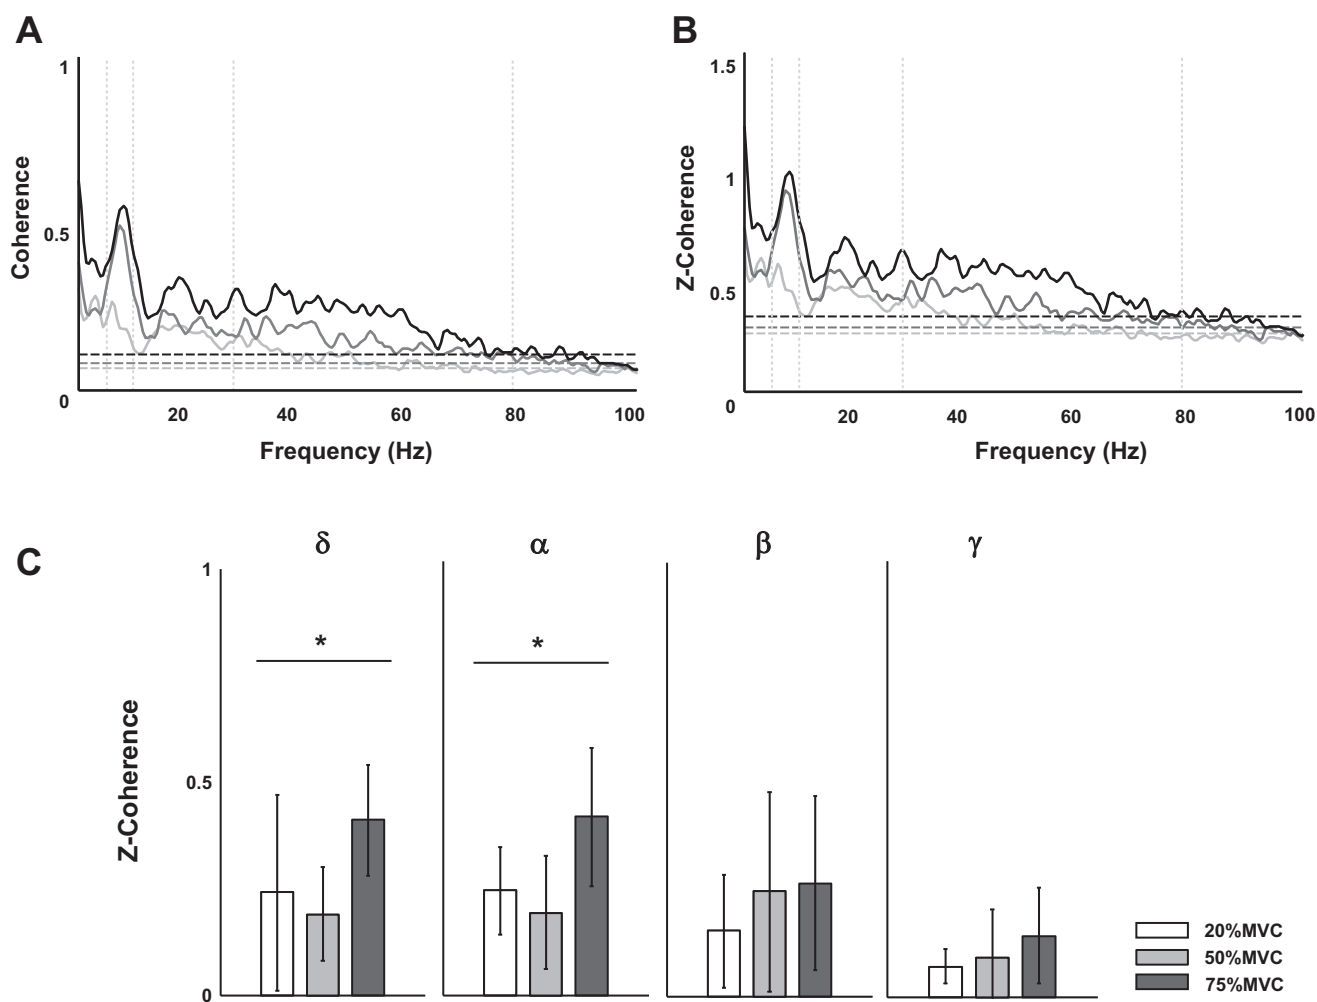 A
B
1
0.5
0
Coherence
20 40 60 80 100
Frequency (Hz)
1.5
1
0.5
0
Z-Coherence
20 40 60 80 100
Frequency (Hz)
C
δ α β γ
1
0.5
0
Z-Coherence
* *
20%MVC
50%MVC
75%MVC